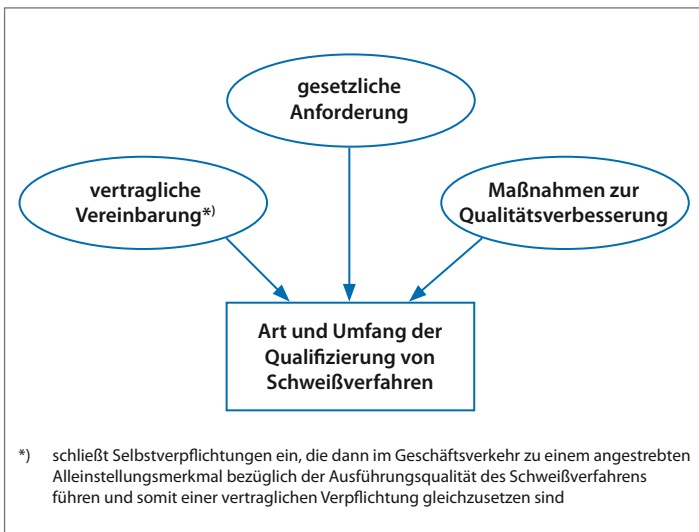 gesetzliche
Anforderung
vertragliche
Vereinbarung*)
Maßnahmen zur
Qualitätsverbesserung
Art und Umfang der
Qualifizierung von
Schweißverfahren
*) schließt Selbstverpflichtungen ein, die dann im Geschäftsverkehr zu einem angestrebten
Alleinstellungsmerkmal bezüglich der Ausführungsqualität des Schweißverfahrens
führen und somit einer vertraglichen Verpflichtung gleichzusetzen sind